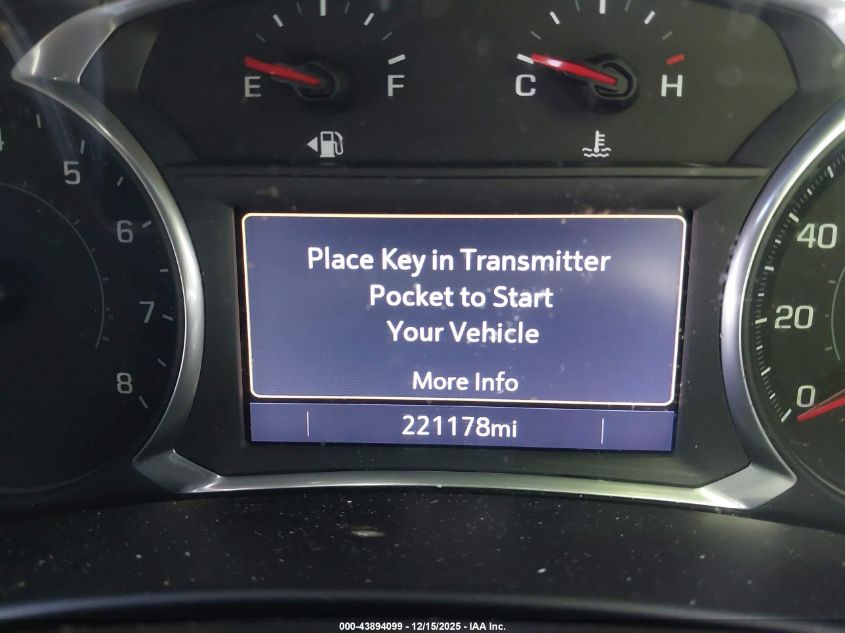 E F C H
5
6
7
8
40
20
0
Place Key in Transmitter
Pocket to Start
Your Vehicle
More Info
221178mi
000-43894099 - 12/15/2025 - IAA Inc.